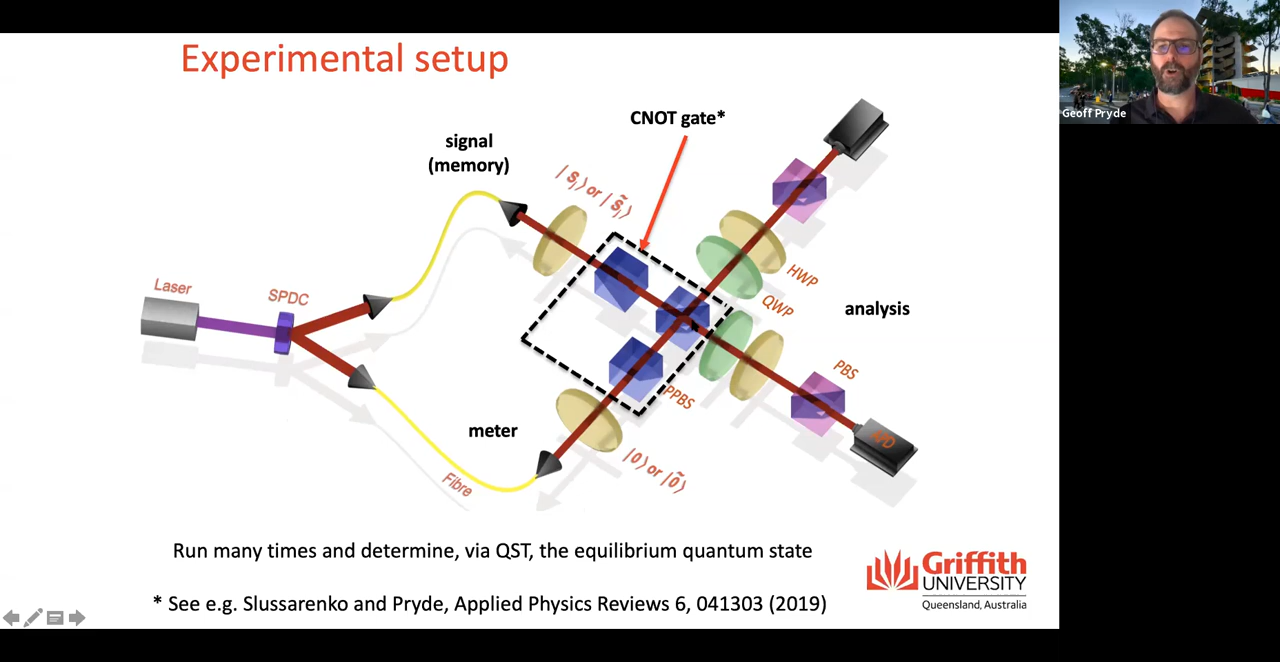 Experimental setup
Geoff Pryde
CNOT gate*
signal
(memory)
| sⱼ⟩ or | s̃ⱼ⟩
Laser
SPDC
HWP
QWP
analysis
PBS
PPBS
meter
APD
|0⟩ or |0̃⟩
Fibre
Run many times and determine, via QST, the equilibrium quantum state
Griffith
UNIVERSITY
Queensland, Australia
* See e.g. Slussarenko and Pryde, Applied Physics Reviews 6, 041303 (2019)